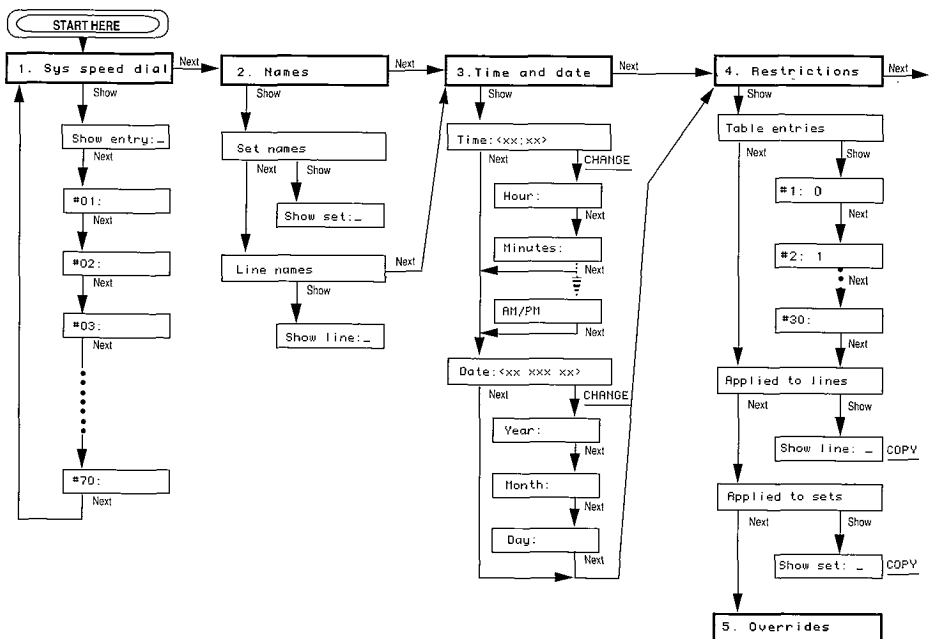 START HERE
1. Sys speed dial
Next
Show
Show entry:_
Next
#01:
Next
#02:
Next
#03:
Next
#70:
Next
2. Names
Next
Show
Set names
Next
Show
Show set:_
Line names
Next
Show
Show line:_
3.Time and date
Next
Show
Time:<xx:xx>
Next
CHANGE
Hour:
Next
Minutes:
Next
AM/PM
Next
Date:<xx xxx xx>
Next
CHANGE
Year:
Next
Month:
Next
Day:
Next
4. Restrictions
Next
Show
Table entries
Next
Show
#1: 0
Next
#2: 1
Next
#30:
Next
Applied to lines
Next
Show
Show line: _
COPY
Applied to sets
Next
Show
Show set: _
COPY
5. Overrides